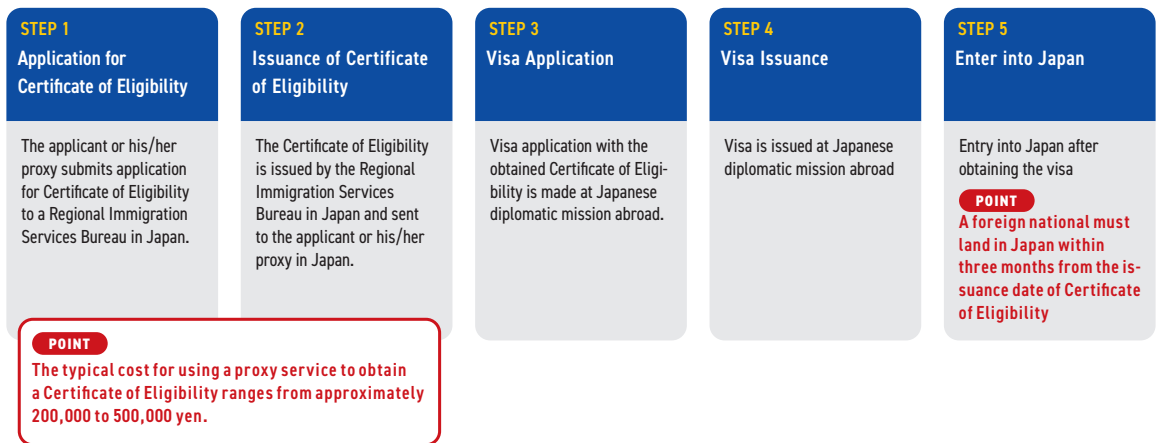 STEP 1
Application for
Certificate of Eligibility
The applicant or his/her
proxy submits application
for Certificate of Eligibility
to a Regional Immigration
Services Bureau in Japan.
STEP 2
Issuance of Certificate
of Eligibility
The Certificate of Eligibility
is issued by the Regional
Immigration Services
Bureau in Japan and sent
to the applicant or his/her
proxy in Japan.
POINT
The typical cost for using a proxy service to obtain
a Certificate of Eligibility ranges from approximately
200,000 to 500,000 yen.
STEP 3
Visa Application
Visa application with the
obtained Certificate of Eligi-
bility is made at Japanese
diplomatic mission abroad.
STEP 4
Visa Issuance
Visa is issued at Japanese
diplomatic mission abroad
STEP 5
Enter into Japan
Entry into Japan after
obtaining the visa
POINT
A foreign national must
land in Japan within
three months from the is-
suance date of Certificate
of Eligibility